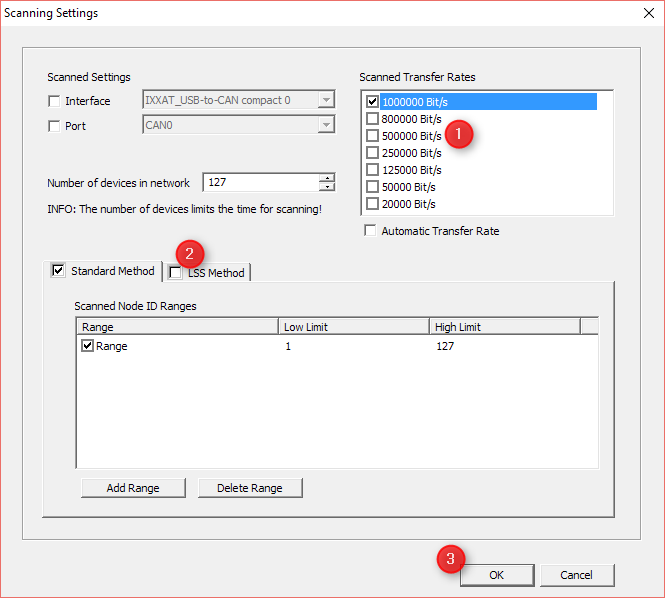 Scanning Settings
Scanned Settings
Interface
IXXAT_USB-to-CAN compact 0
Port
CAN0
Number of devices in network
127
INFO: The number of devices limits the time for scanning!
Scanned Transfer Rates
1000000 Bit/s
800000 Bit/s
500000 Bit/s
1
250000 Bit/s
125000 Bit/s
50000 Bit/s
20000 Bit/s
Automatic Transfer Rate
2
Standard Method
LSS Method
Scanned Node ID Ranges
Range Low Limit High Limit
Range 1 127
Add Range
Delete Range
3
OK
Cancel